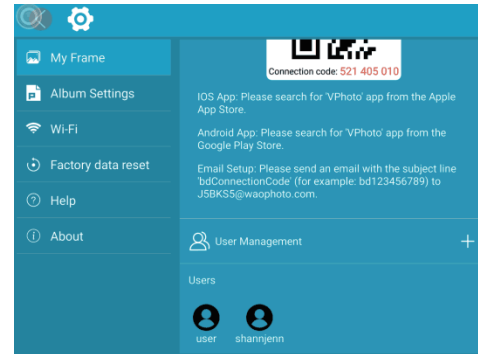 My Frame
Album Settings
Wi-Fi
Factory data reset
Help
About
Connection code: 521 405 010
IOS App: Please search for 'VPhoto' app from the Apple
App Store.
Android App: Please search for 'VPhoto' app from the
Google Play Store.
Email Setup: Please send an email with the subject line
'bdConnectionCode' (for example: bd123456789) to
J5BKS5@waophoto.com.
User Management
Users
user
shannjenn